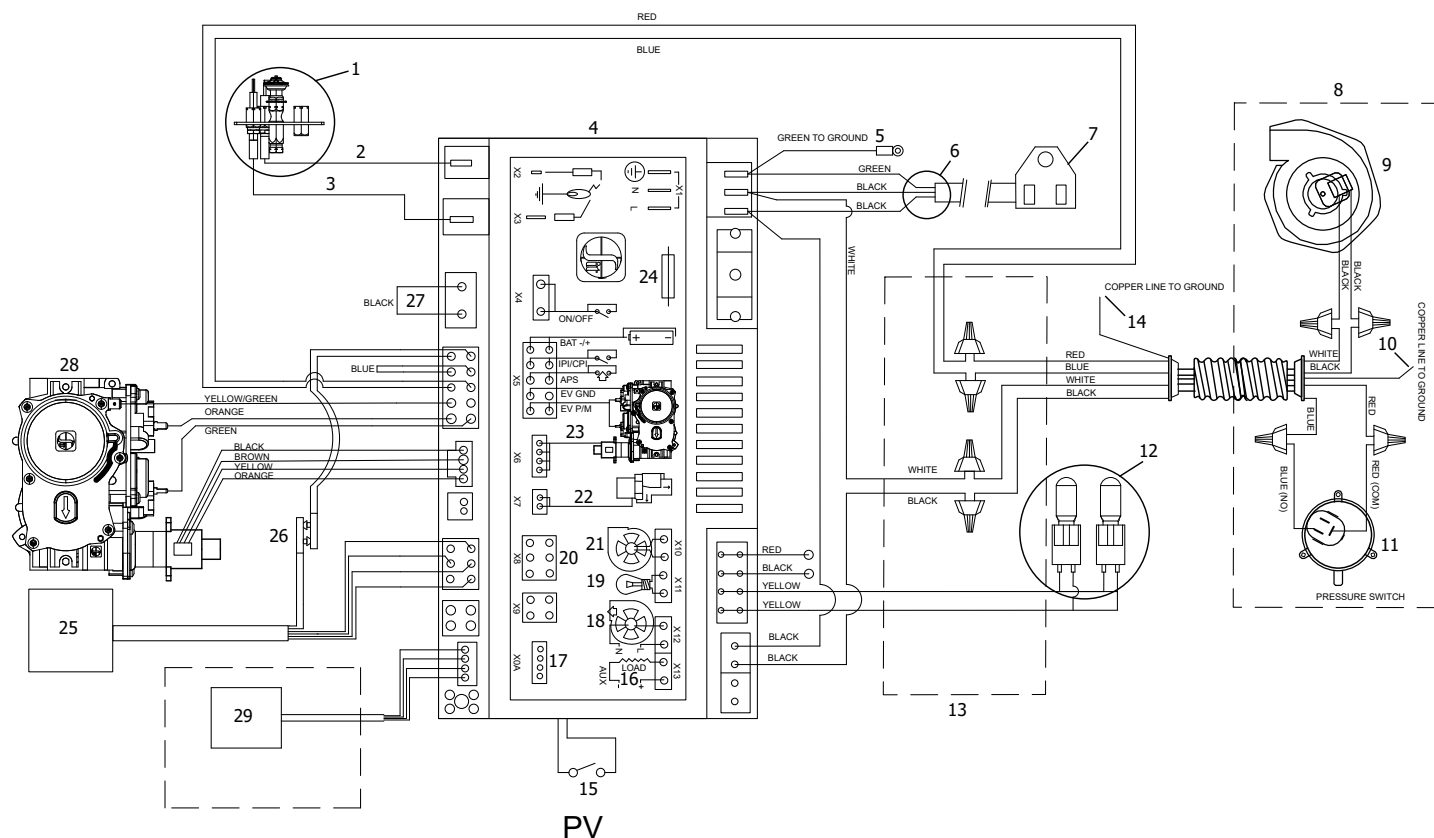 RED
BLUE
1
2
3
4
GREEN TO GROUND
5
6
7
8
9
GREEN
BLACK
BLACK
X2
X3
N
L
X1
WHITE
BLACK
BLACK
COPPER LINE TO GROUND
14
COPPER LINE TO GROUND
10
24
27
BLACK
X4
ON/OFF
BAT -/+
+ -
BLUE
IPI/CPI
X5
APS
EV GND
EV P/M
28
YELLOW/GREEN
ORANGE
GREEN
BLACK
BROWN
YELLOW
ORANGE
23
X6
22
X7
RED
BLUE
WHITE
BLACK
WHITE
BLACK
WHITE
BLACK
BLUE
RED
12
BLUE (NO)
RED (COM)
11
PRESSURE SWITCH
26
20
X8
21
X10
19
X11
X9
18
N
L
X12
X0A
17
LOAD
16
AUX
- +
X13
RED
BLACK
YELLOW
YELLOW
BLACK
BLACK
25
29
13
15
PV